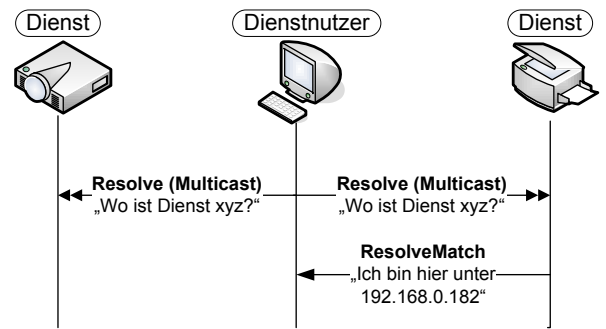 Dienst
Dienstnutzer
Dienst
Resolve (Multicast)
„Wo ist Dienst xyz?“
Resolve (Multicast)
„Wo ist Dienst xyz?“
ResolveMatch
„Ich bin hier unter
192.168.0.182“